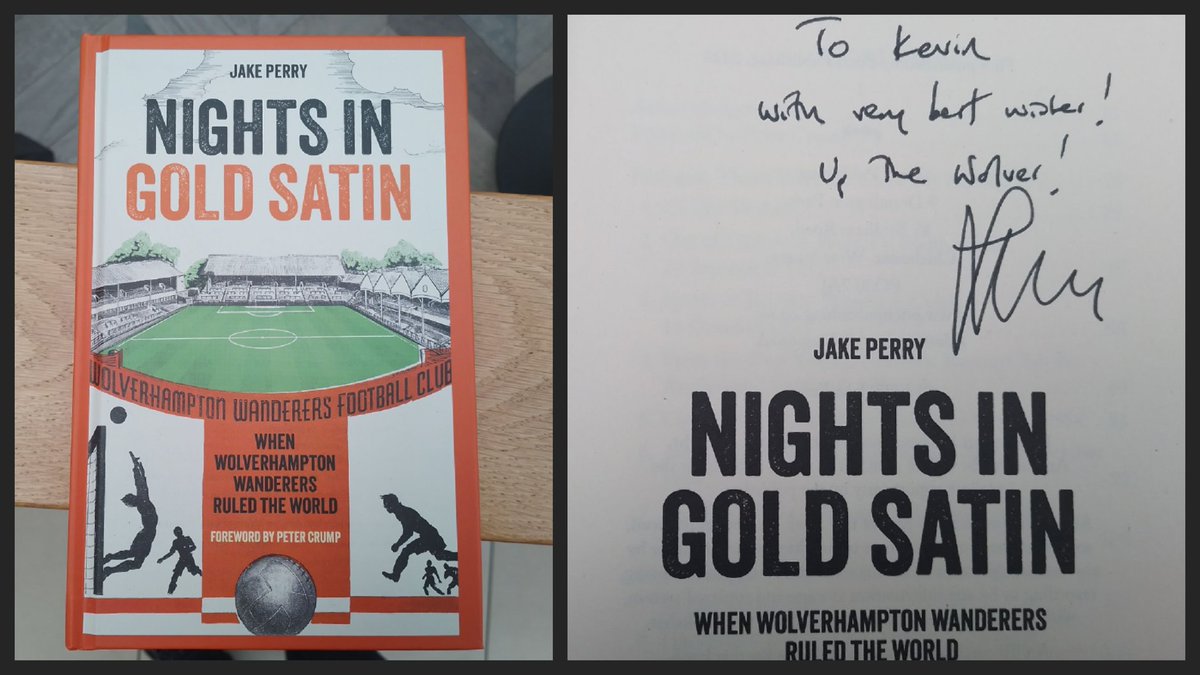 JAKE PERRY
NIGHTS IN
GOLD SATIN
WOLVERHAMPTON WANDERERS FOOTBALL CLUB
WHEN
WOLVERHAMPTON
WANDERERS
RULED THE WORLD
FOREWORD BY PETER CRUMP
To Kevin
with very best wishes!
Up The Wolves!
JAKE PERRY
NIGHTS IN
GOLD SATIN
WHEN WOLVERHAMPTON WANDERERS
RULED THE WORLD